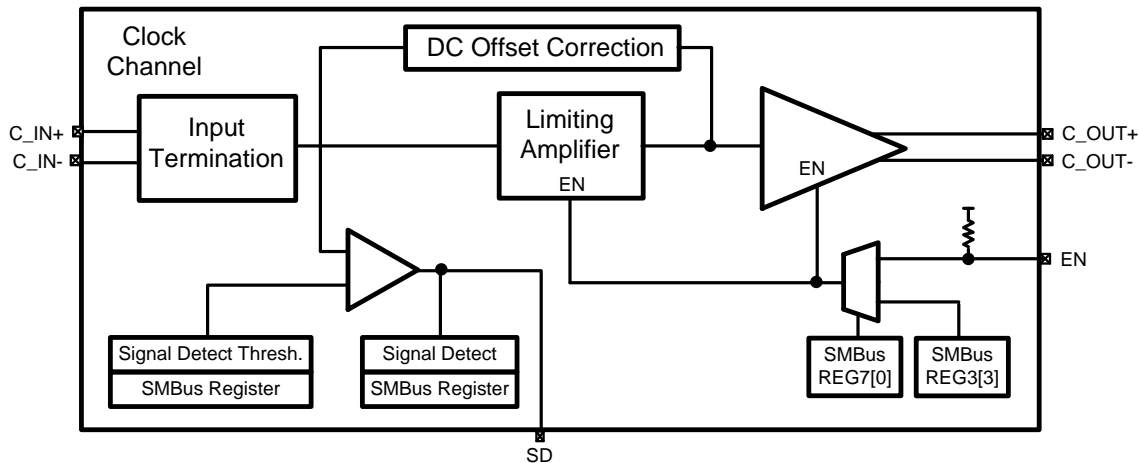 Clock
Channel
DC Offset Correction
C_IN+
C_IN-
Input
Termination
Limiting
Amplifier
EN
EN
C_OUT+
C_OUT-
EN
Signal Detect Thresh.
SMBus Register
Signal Detect
SMBus Register
SMBus
REG7[0]
SMBus
REG3[3]
SD